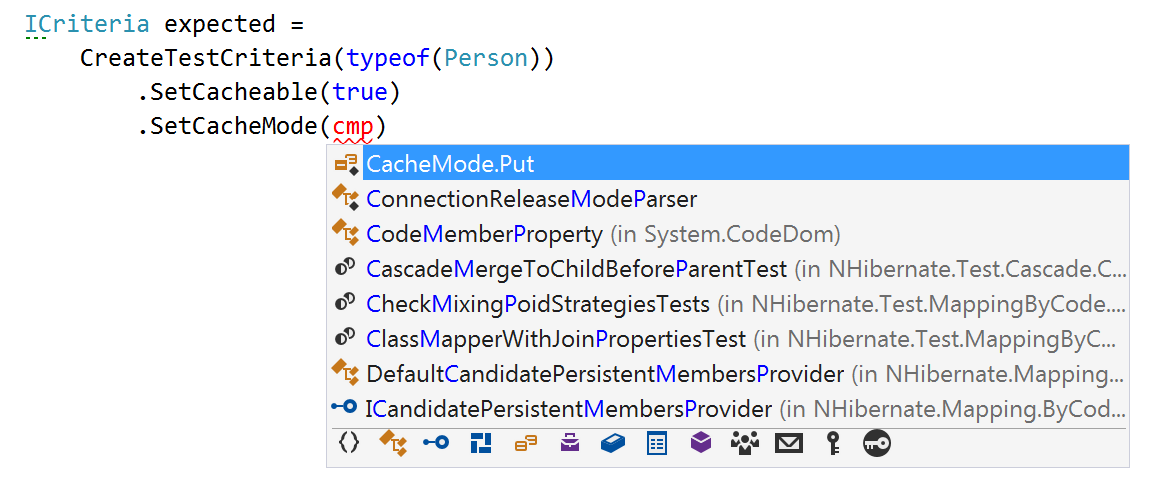 ICriteria expected =
CreateTestCriteria(typeof(Person))
.SetCacheable(true)
.SetCacheMode(cmp)
CacheMode.Put
ConnectionReleaseModeParser
CodeMemberProperty (in System.CodeDom)
CascadeMergeToChildBeforeParentTest (in NHibernate.Test.Cascade.C...
CheckMixingPoidStrategiesTests (in NHibernate.Test.MappingByCode....
ClassMapperWithJoinPropertiesTest (in NHibernate.Test.MappingByC...
DefaultCandidatePersistentMembersProvider (in NHibernate.Mapping...
ICandidatePersistentMembersProvider (in NHibernate.Mapping.ByCod...